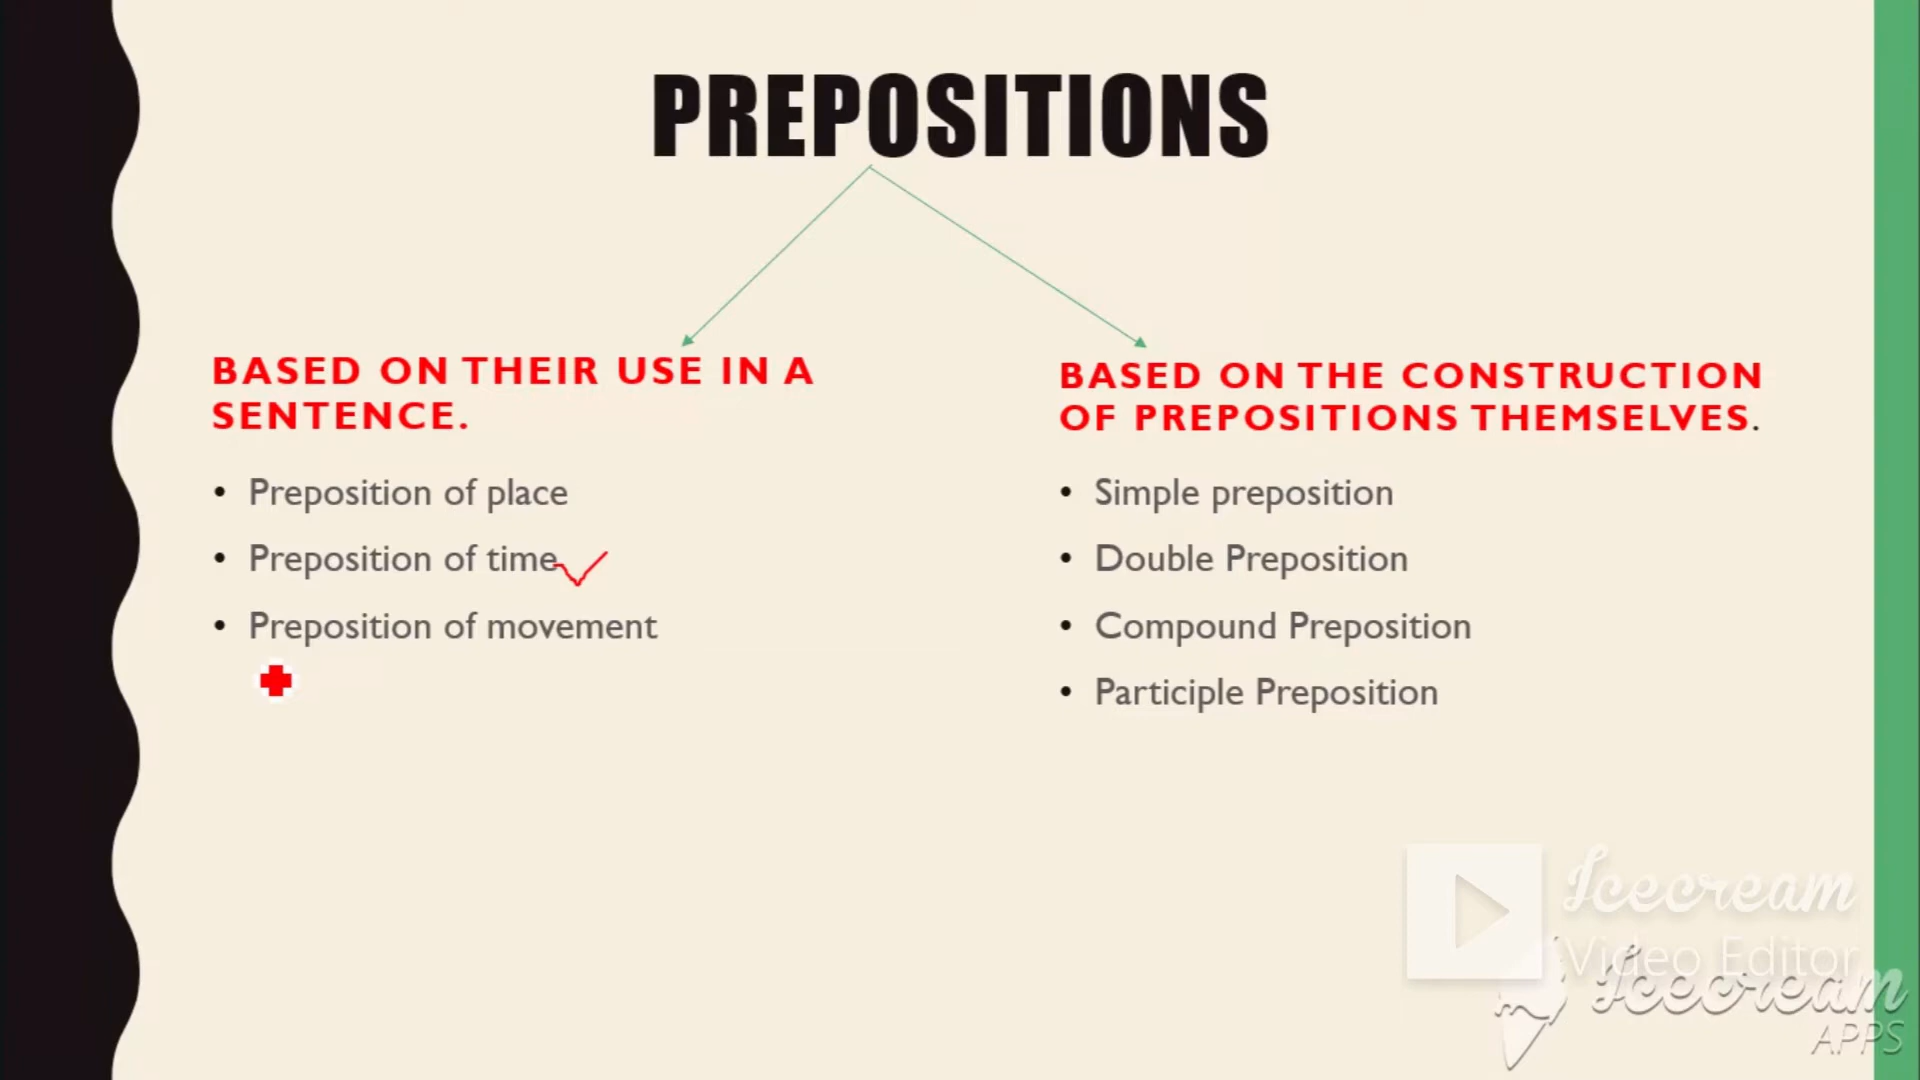 PREPOSITIONS
BASED ON THEIR USE IN A
SENTENCE.
• Preposition of place
• Preposition of time
• Preposition of movement
BASED ON THE CONSTRUCTION
OF PREPOSITIONS THEMSELVES.
• Simple preposition
• Double Preposition
• Compound Preposition
• Participle Preposition
Icecream
Video Editor
Icecream
APPS